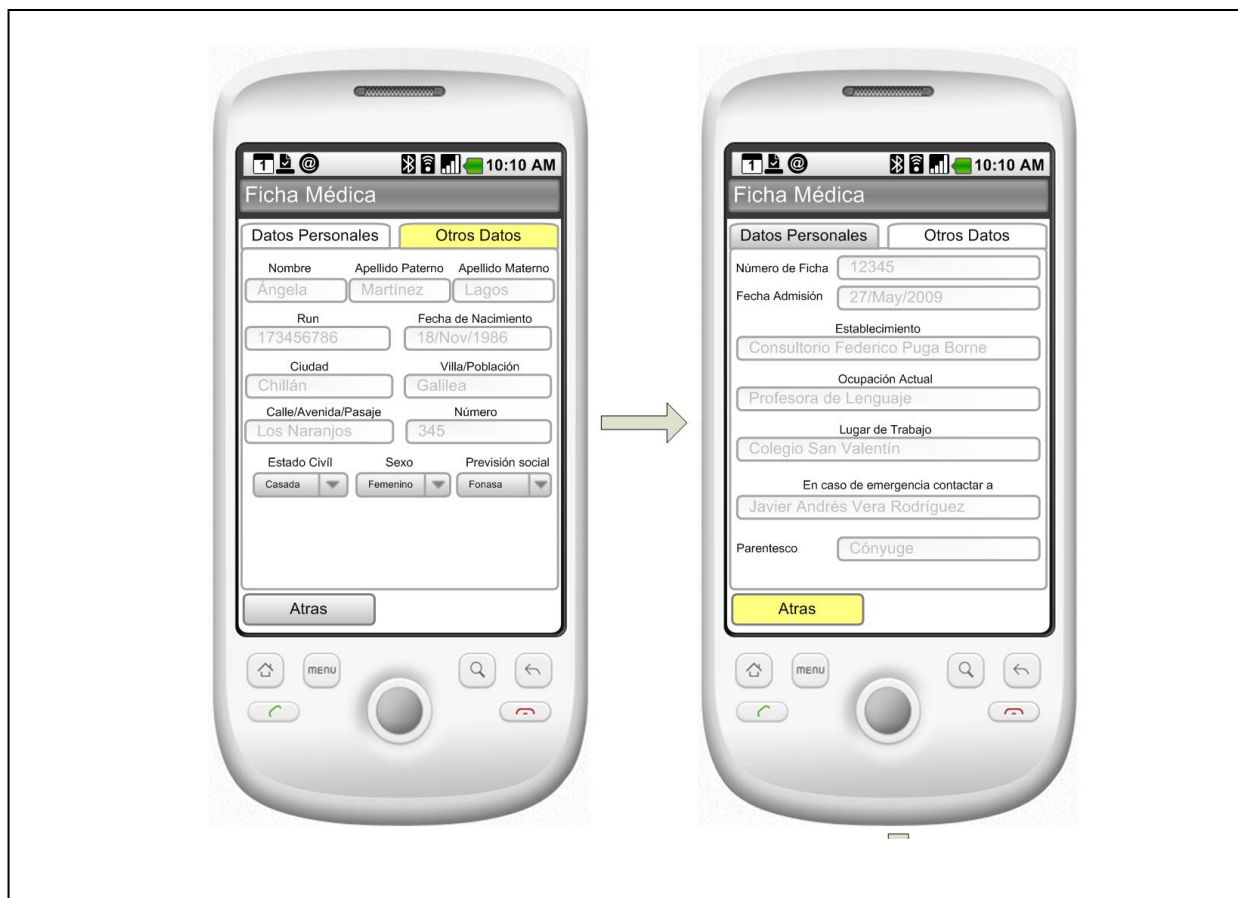 1 @ 10:10 AM
Ficha Médica
Datos Personales Otros Datos
Nombre Apellido Paterno Apellido Materno
Ángela Martínez Lagos
Run Fecha de Nacimiento
173456786 18/Nov/1986
Ciudad Villa/Población
Chillán Galilea
Calle/Avenida/Pasaje Número
Los Naranjos 345
Estado Civíl Sexo Previsión social
Casada Femenino Fonasa
Atras
MENU
1 @ 10:10 AM
Ficha Médica
Datos Personales Otros Datos
Número de Ficha 12345
Fecha Admisión 27/May/2009
Establecimiento
Consultorio Federico Puga Borne
Ocupación Actual
Profesora de Lenguaje
Lugar de Trabajo
Colegio San Valentín
En caso de emergencia contactar a
Javier Andrés Vera Rodríguez
Parentesco Cónyuge
Atras
MENU